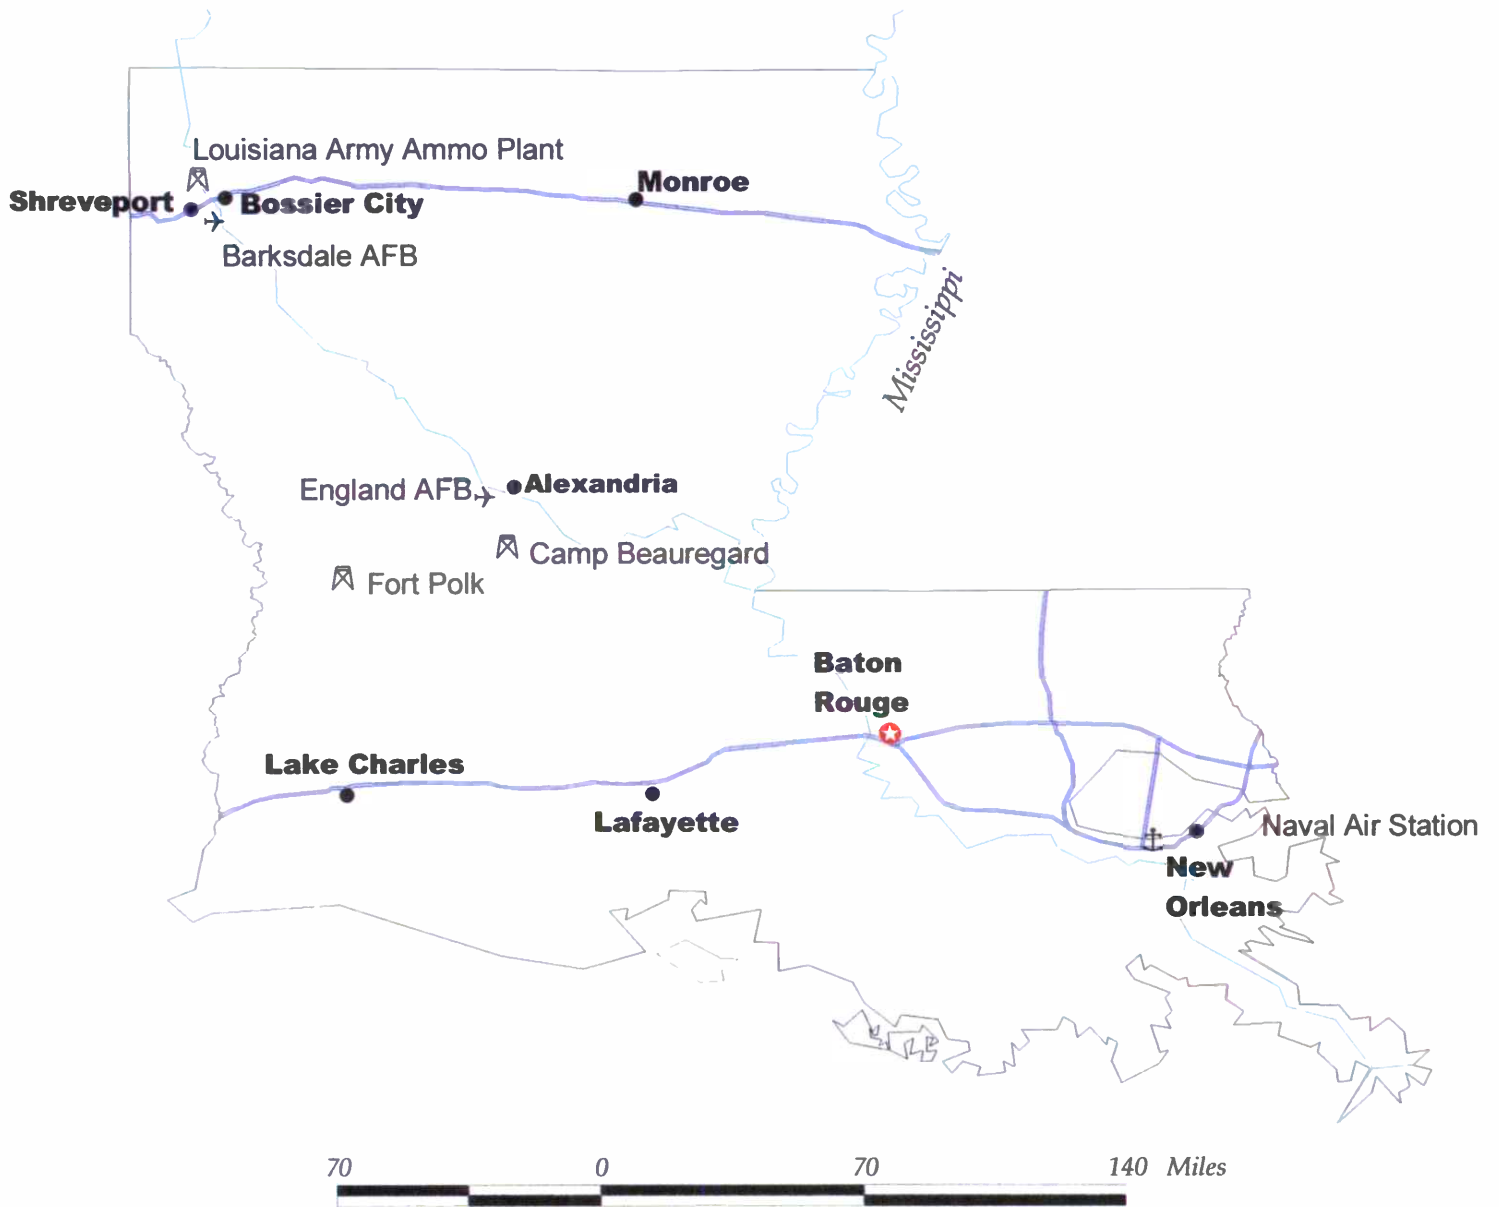 Louisiana Army Ammo Plant
Shreveport
Bossier City
Monroe
Barksdale AFB
Mississippi
England AFB
Alexandria
Camp Beauregard
Fort Polk
Baton
Rouge
Lake Charles
Lafayette
Naval Air Station
New
Orleans
70 0 70 140 Miles